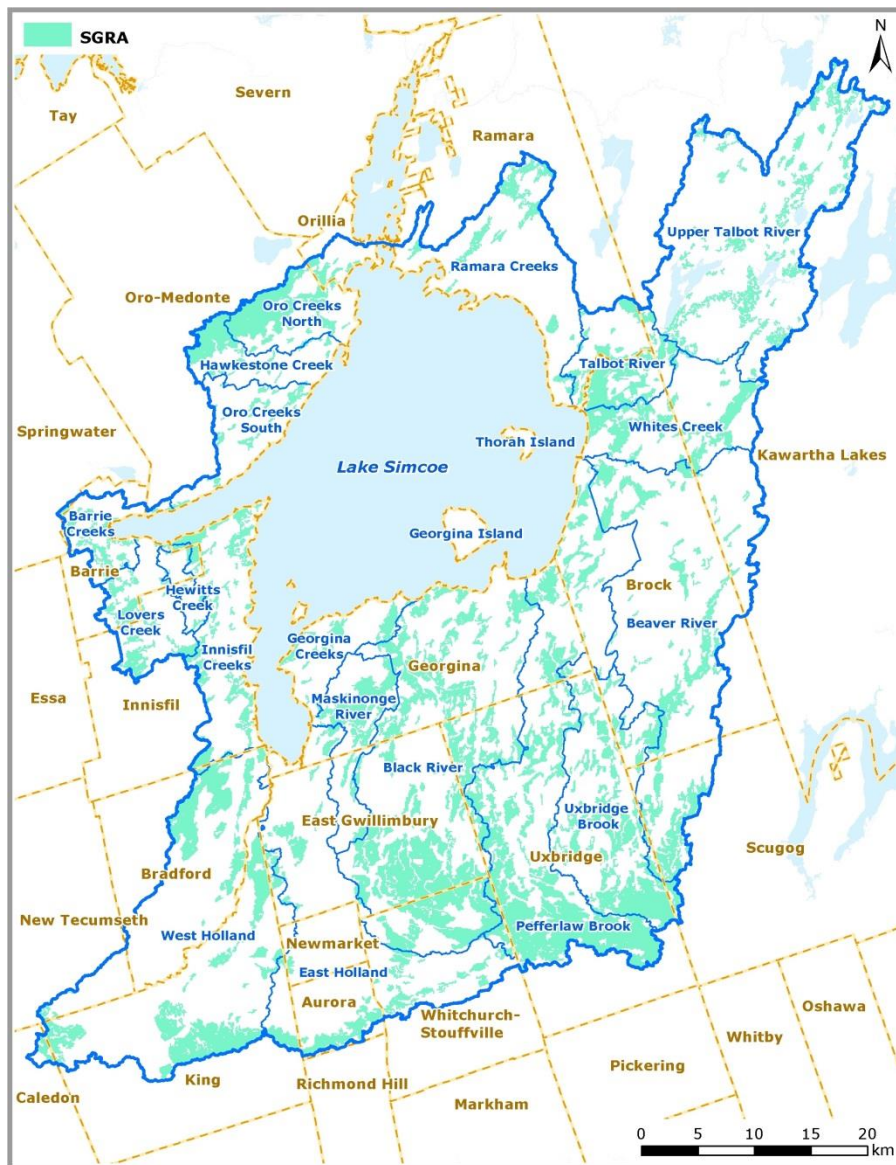 SGRA
N
Severn
Tay
Ramara
Orillia
Upper Talbot River
Ramara Creeks
Oro-Medonte
Oro Creeks
North
Hawkestone Creek
Talbot River
Oro Creeks
South
Whites Creek
Springwater
Thorah Island
Kawartha Lakes
Lake Simcoe
Barrie
Creeks
Georgina Island
Barrie
Hewitts
Creek
Brock
Lovers
Creek
Beaver River
Innisfil
Creeks
Georgina
Creeks
Georgina
Essa
Innisfil
Maskinonge
River
Black River
East Gwillimbury
Uxbridge
Brook
Uxbridge
Scugog
Bradford
New Tecumseth
West Holland
Newmarket
Pefferlaw Brook
East Holland
Aurora
Whitchurch-
Stouffville
Oshawa
Whitby
Pickering
King
Richmond Hill
Caledon
Markham
0 5 10 15 20
km